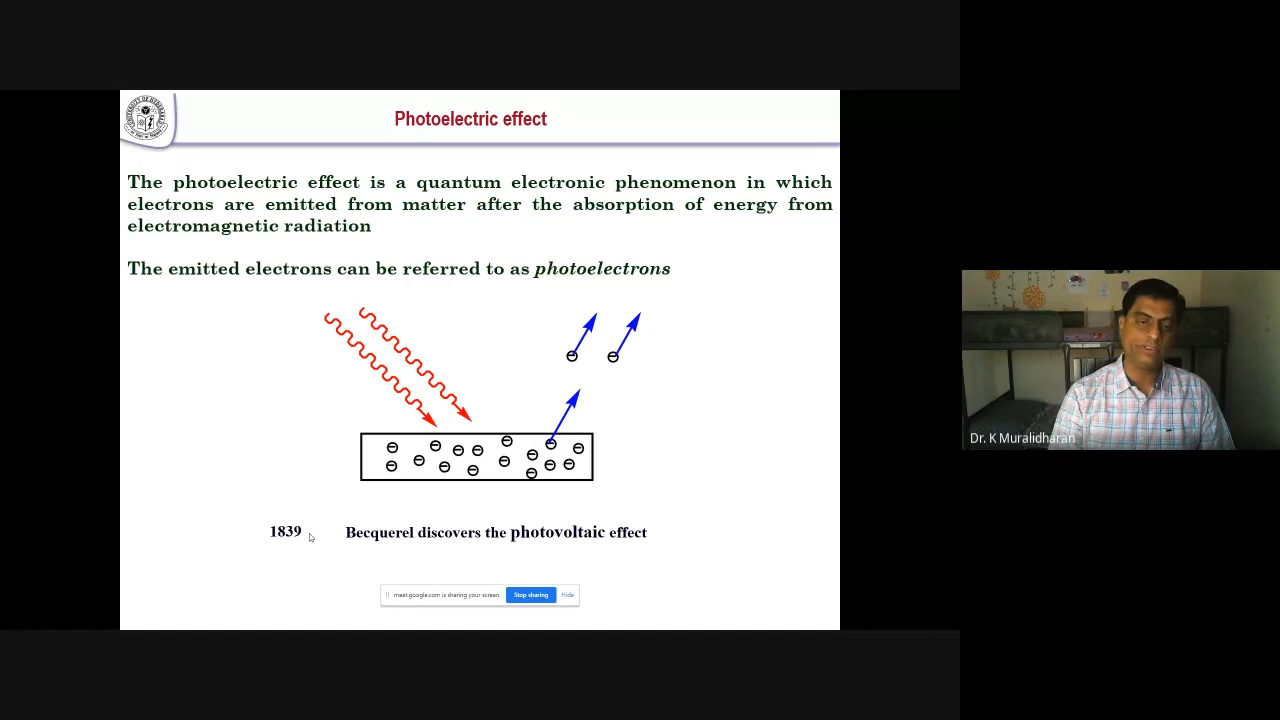 Photoelectric effect
The photoelectric effect is a quantum electronic phenomenon in which
electrons are emitted from matter after the absorption of energy from
electromagnetic radiation
The emitted electrons can be referred to as photoelectrons
1839 Becquerel discovers the photovoltaic effect
meet.google.com is sharing your screen. Stop sharing Hide
Dr. K Muralidharan